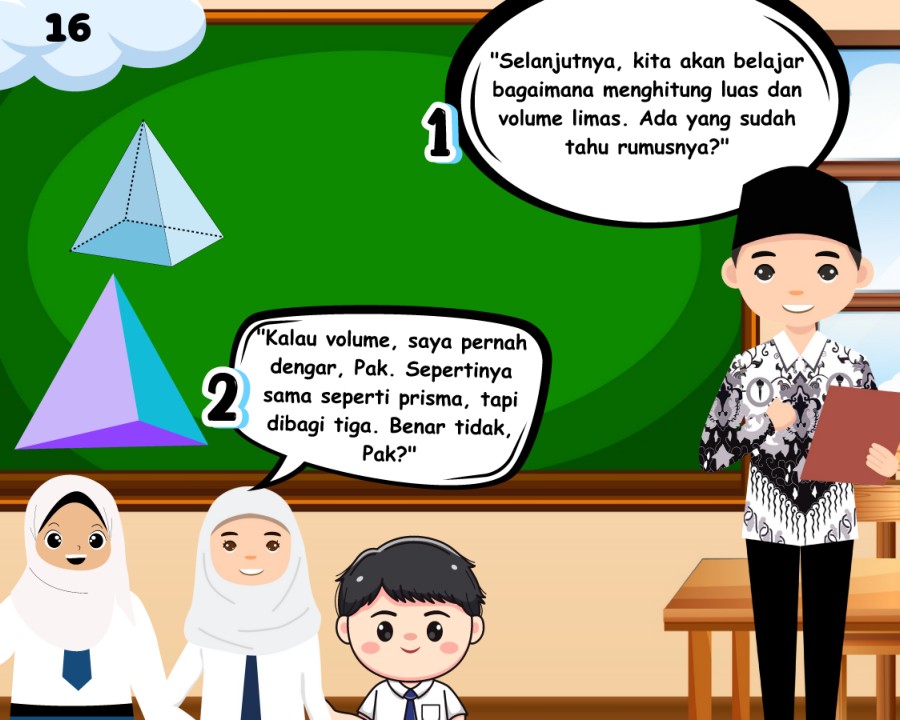 16
1
"Selanjutnya, kita akan belajar
bagaimana menghitung luas dan
volume limas. Ada yang sudah
tahu rumusnya?"
2
"Kalau volume, saya pernah
dengar, Pak. Sepertinya
sama seperti prisma, tapi
dibagi tiga. Benar tidak,
Pak?"